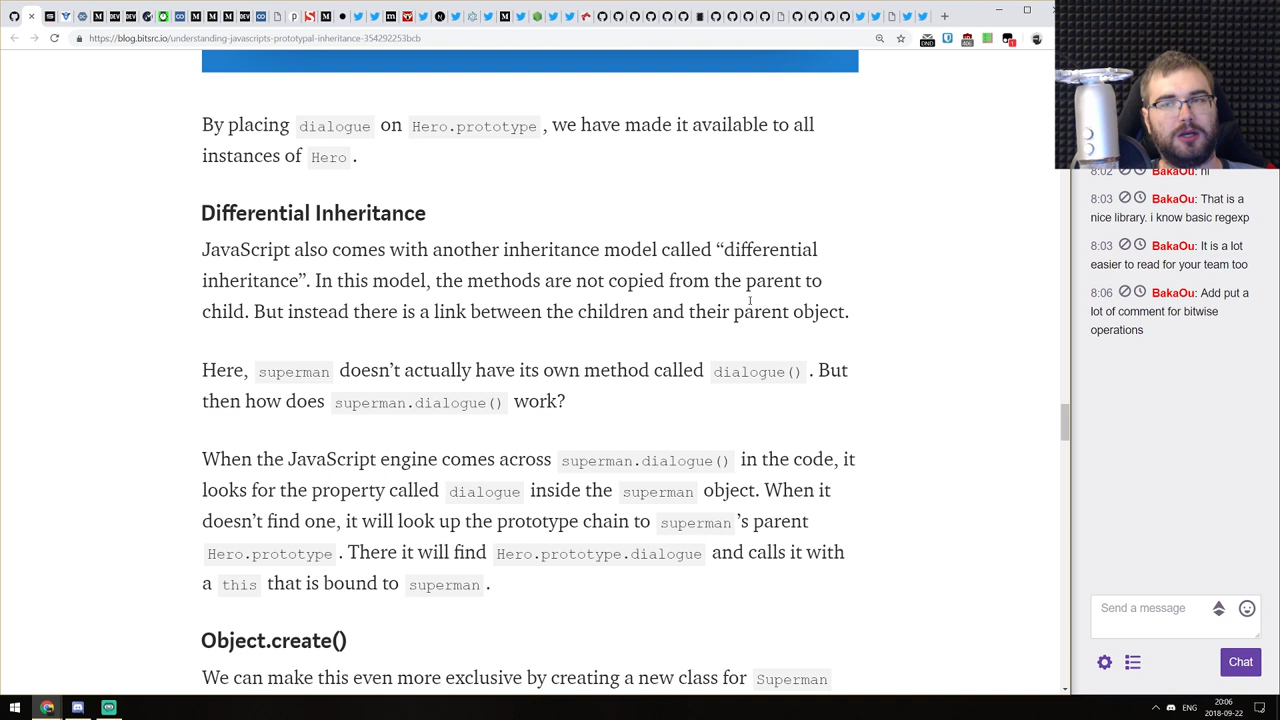 https://blog.bitsrc.io/understanding-javascripts-prototypal-inheritance-354292253bcb
By placing dialogue on Hero.prototype , we have made it available to all
instances of Hero .
Differential Inheritance
JavaScript also comes with another inheritance model called “differential
inheritance”. In this model, the methods are not copied from the parent to
child. But instead there is a link between the children and their parent object.
Here, superman doesn’t actually have its own method called dialogue() . But
then how does superman.dialogue() work?
When the JavaScript engine comes across superman.dialogue() in the code, it
looks for the property called dialogue inside the superman object. When it
doesn’t find one, it will look up the prototype chain to superman ’s parent
Hero.prototype . There it will find Hero.prototype.dialogue and calls it with
a this that is bound to superman .
Object.create()
We can make this even more exclusive by creating a new class for Superman
8:02 BakaOu: hi
8:03 BakaOu: That is a
nice library. i know basic regexp
8:03 BakaOu: It is a lot
easier to read for your team too
8:06 BakaOu: Add put a
lot of comment for bitwise
operations
Send a message
Chat
ENG
20:06
2018-09-22